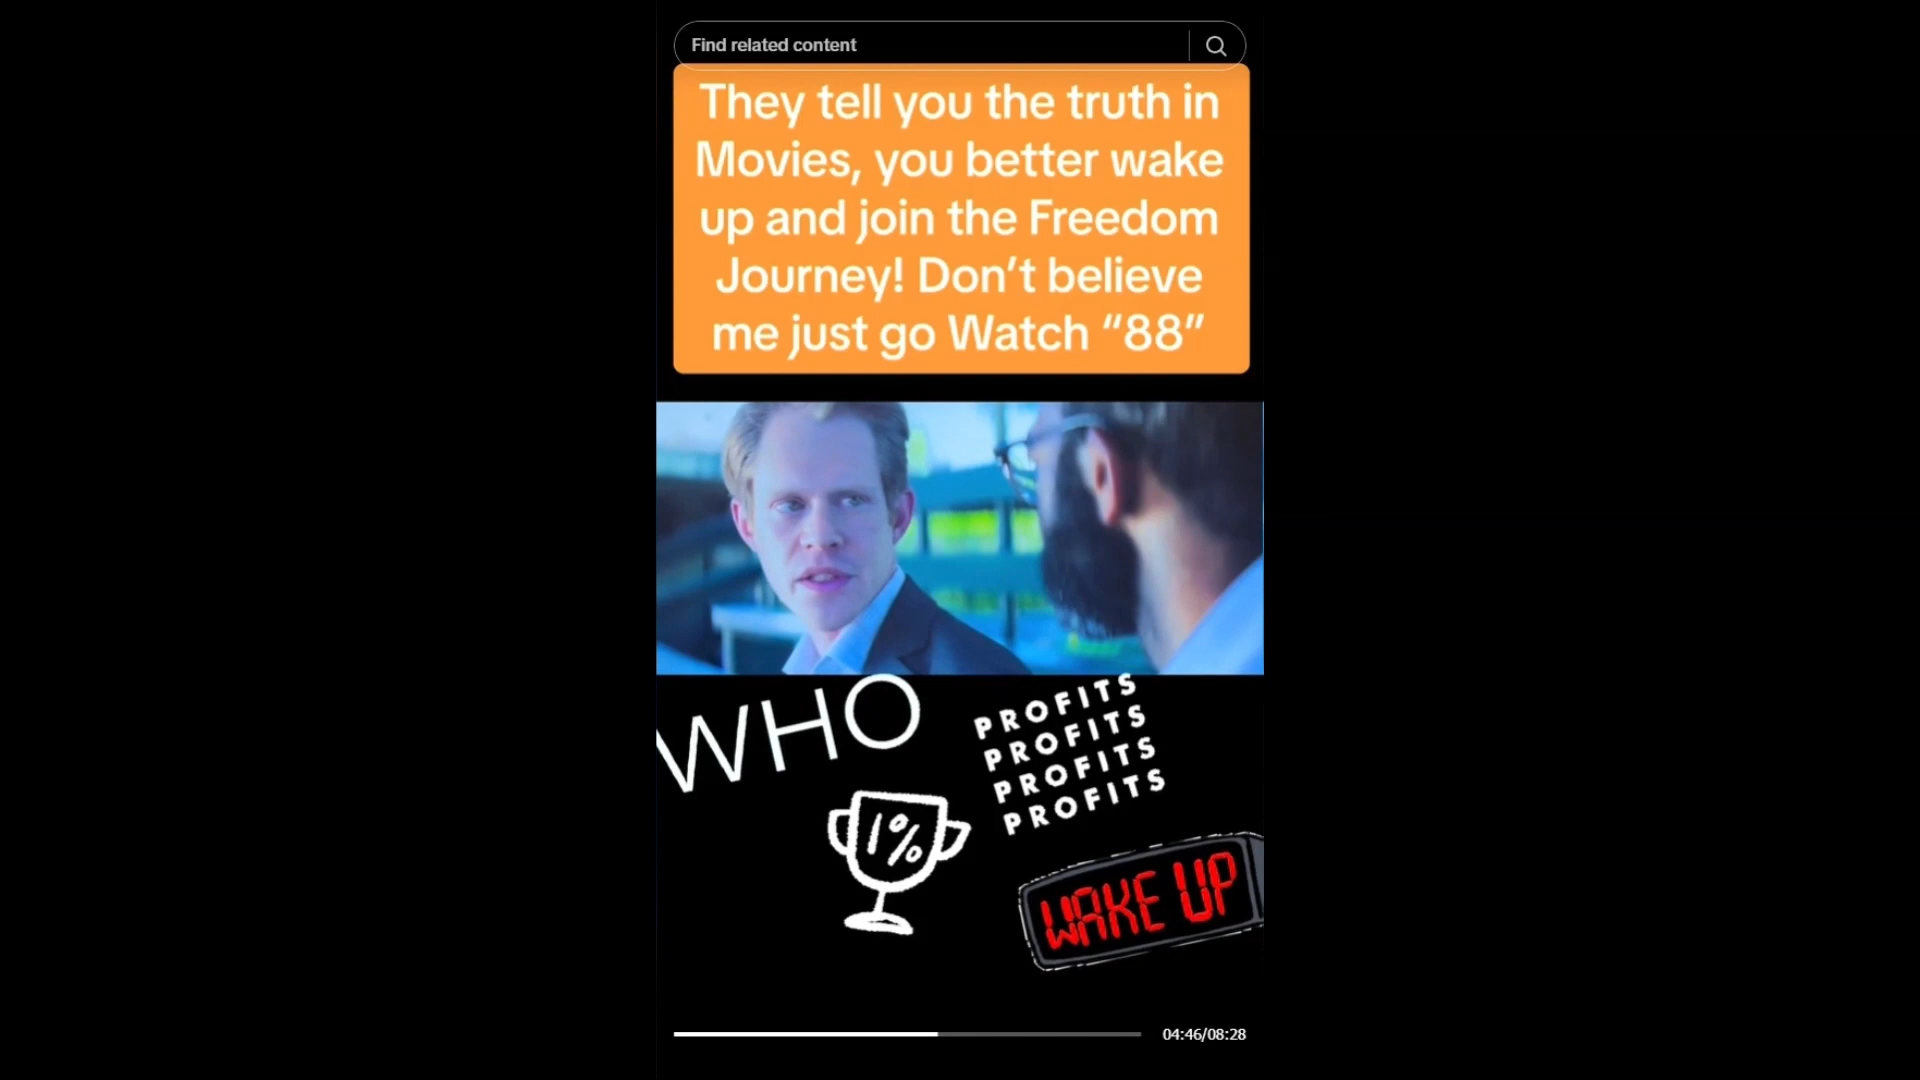 Find related content
They tell you the truth in
Movies, you better wake
up and join the Freedom
Journey! Don’t believe
me just go Watch “88”
WHO
PROFITS
PROFITS
PROFITS
PROFITS
1%
WAKE UP
04:46/08:28